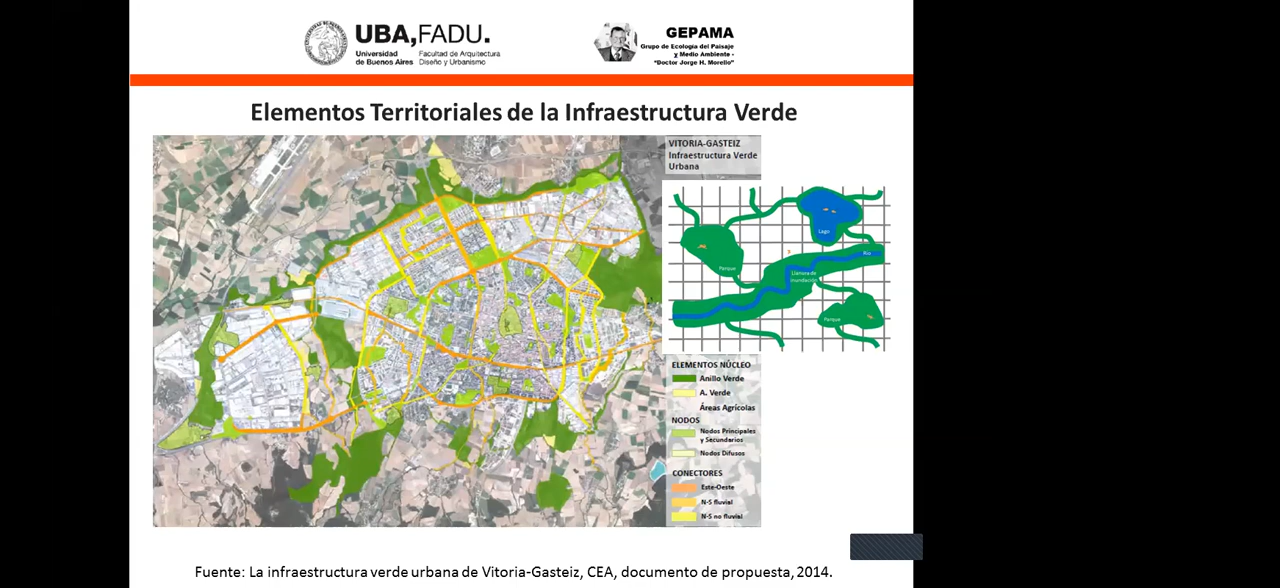 UBA, FADU.
Universidad
de Buenos Aires
Facultad de Arquitectura
Diseño y Urbanismo
GEPAMA
Grupo de Ecología del Paisaje
y Medio Ambiente -
"Doctor Jorge H. Morello"
Elementos Territoriales de la Infraestructura Verde
VITORIA-GASTEIZ
Infraestructura Verde
Urbana
Lago
Río
Parque
Llanura de
inundación
Parque
ELEMENTOS NÚCLEO
Anillo Verde
A. Verde
Áreas Agrícolas
NODOS
Nodos Principales
y Secundarios
Nodos Difusos
CONECTORES
Este-Oeste
N-S fluvial
N-S no fluvial
Fuente: La infraestructura verde urbana de Vitoria-Gasteiz, CEA, documento de propuesta, 2014.